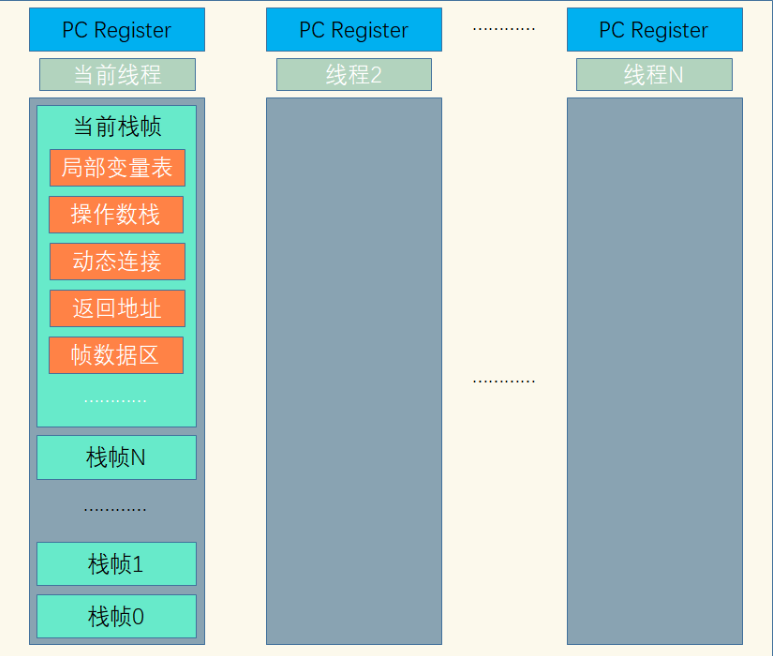 PC Register
PC Register
............
PC Register
当前线程
线程2
线程N
当前栈帧
局部变量表
操作数栈
动态连接
返回地址
帧数据区
............
............
栈帧N
............
栈帧1
栈帧0